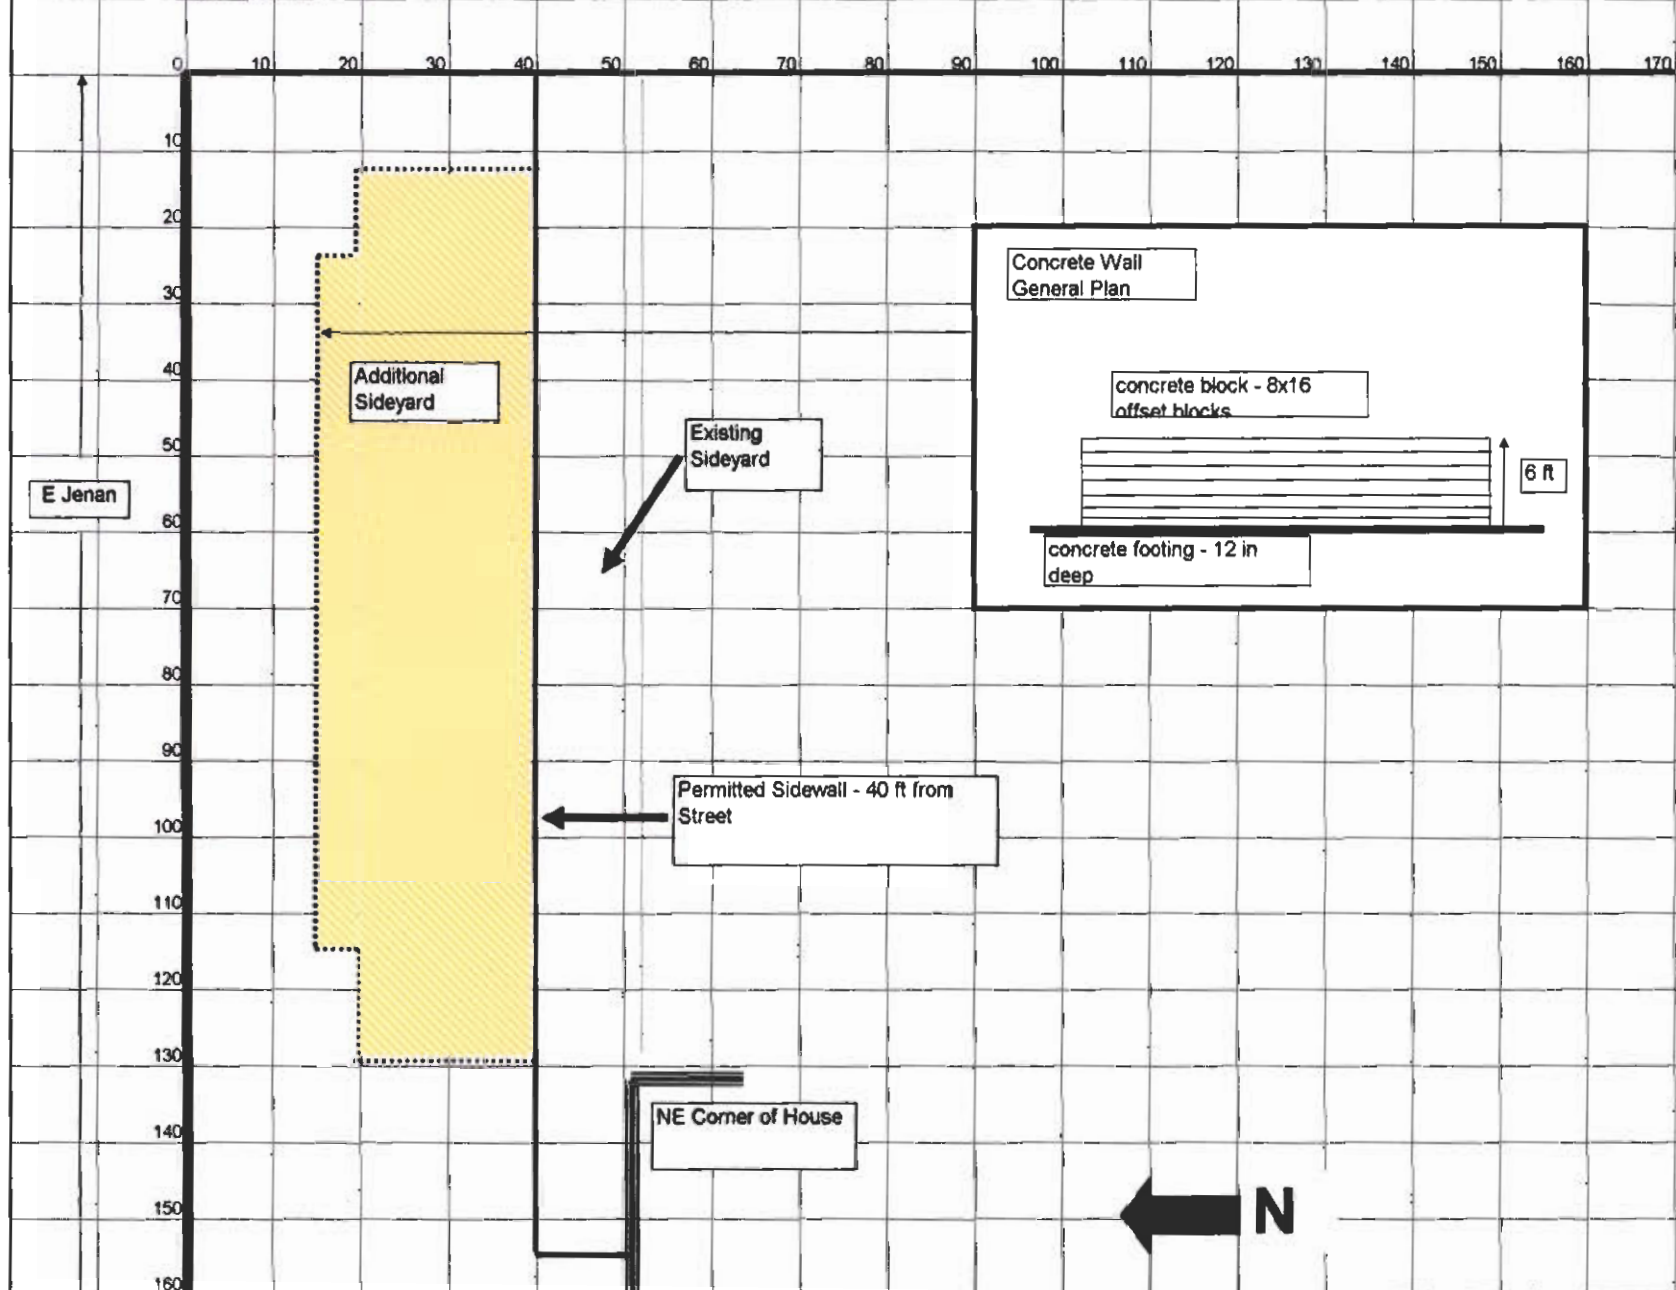 0 10 20 30 40 50 60 70 80 90 100 110 120 130 140 150 160 170
10
20
Concrete Wall
General Plan
30
40
Additional
Sideyard
concrete block - 8x16
offset blocks
Existing
Sideyard
50
6 ft
E Jenan
60
concrete footing - 12 in
deep
70
80
90
Permitted Sidewall - 40 ft from
Street
100
110
120
130
NE Corner of House
140
150
N
160